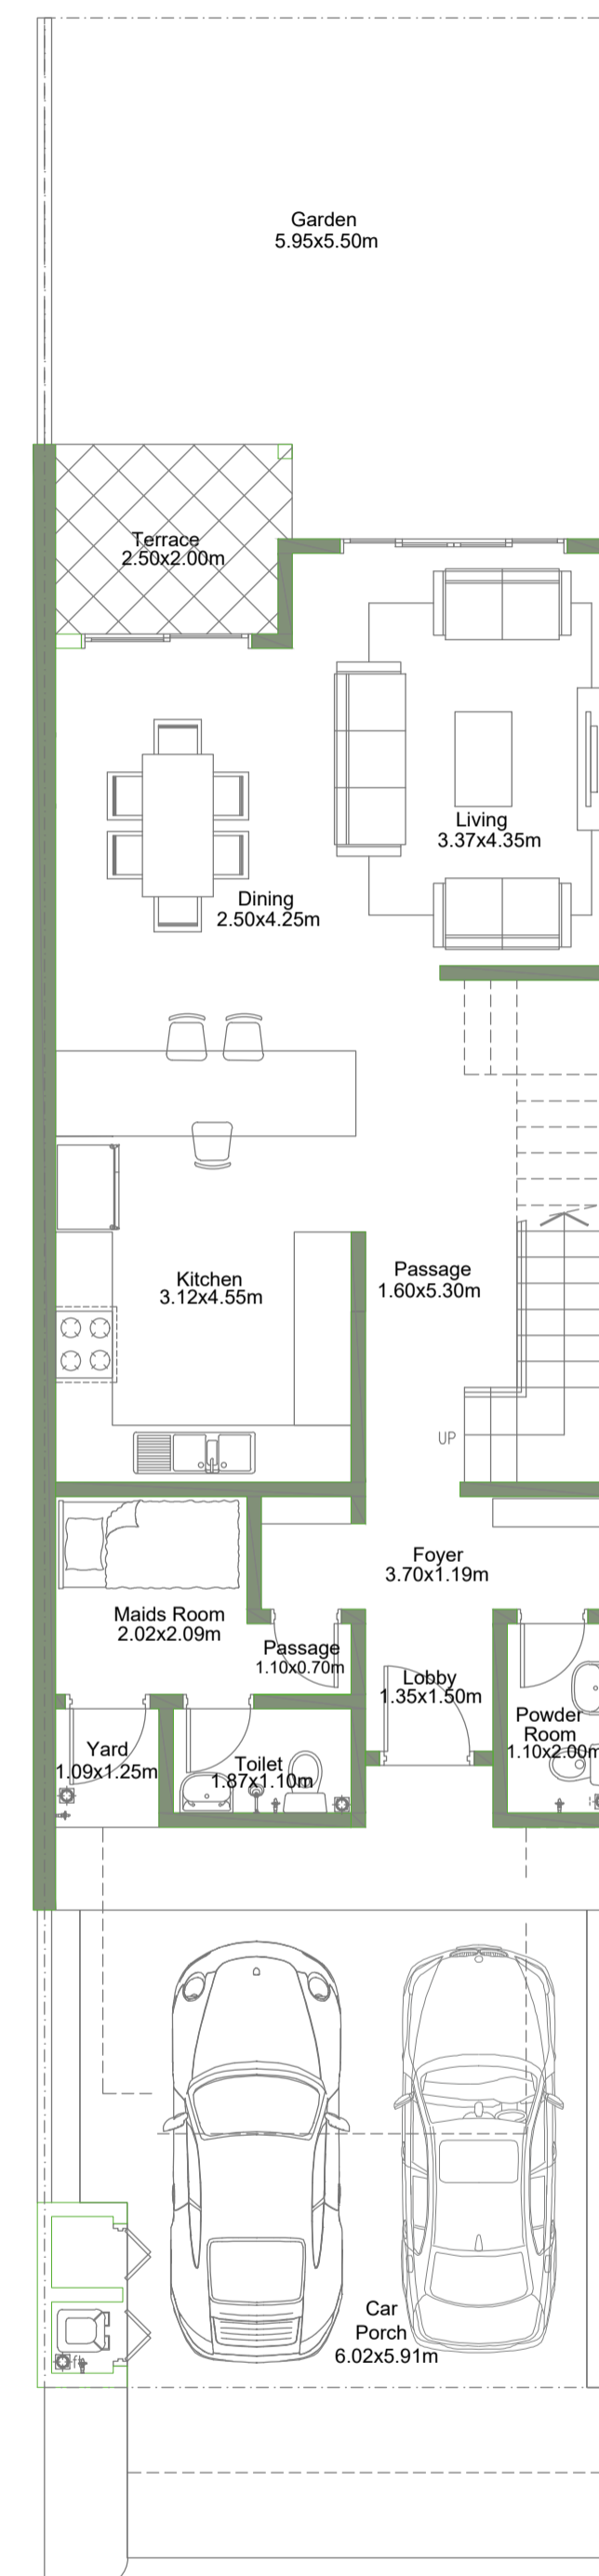 Garden
5.95x5.50m
Terrace
2.50x2.00m
Living
3.37x4.35m
Dining
2.50x4.25m
Passage
1.60x5.30m
Kitchen
3.12x4.55m
UP
Foyer
3.70x1.19m
Maids Room
2.02x2.09m
Passage
1.10x0.70m
Lobby
1.35x1.50m
Powder
Room
1.10x2.00m
Yard
1.09x1.25m
Toilet
1.87x1.10m
Car
Porch
6.02x5.91m